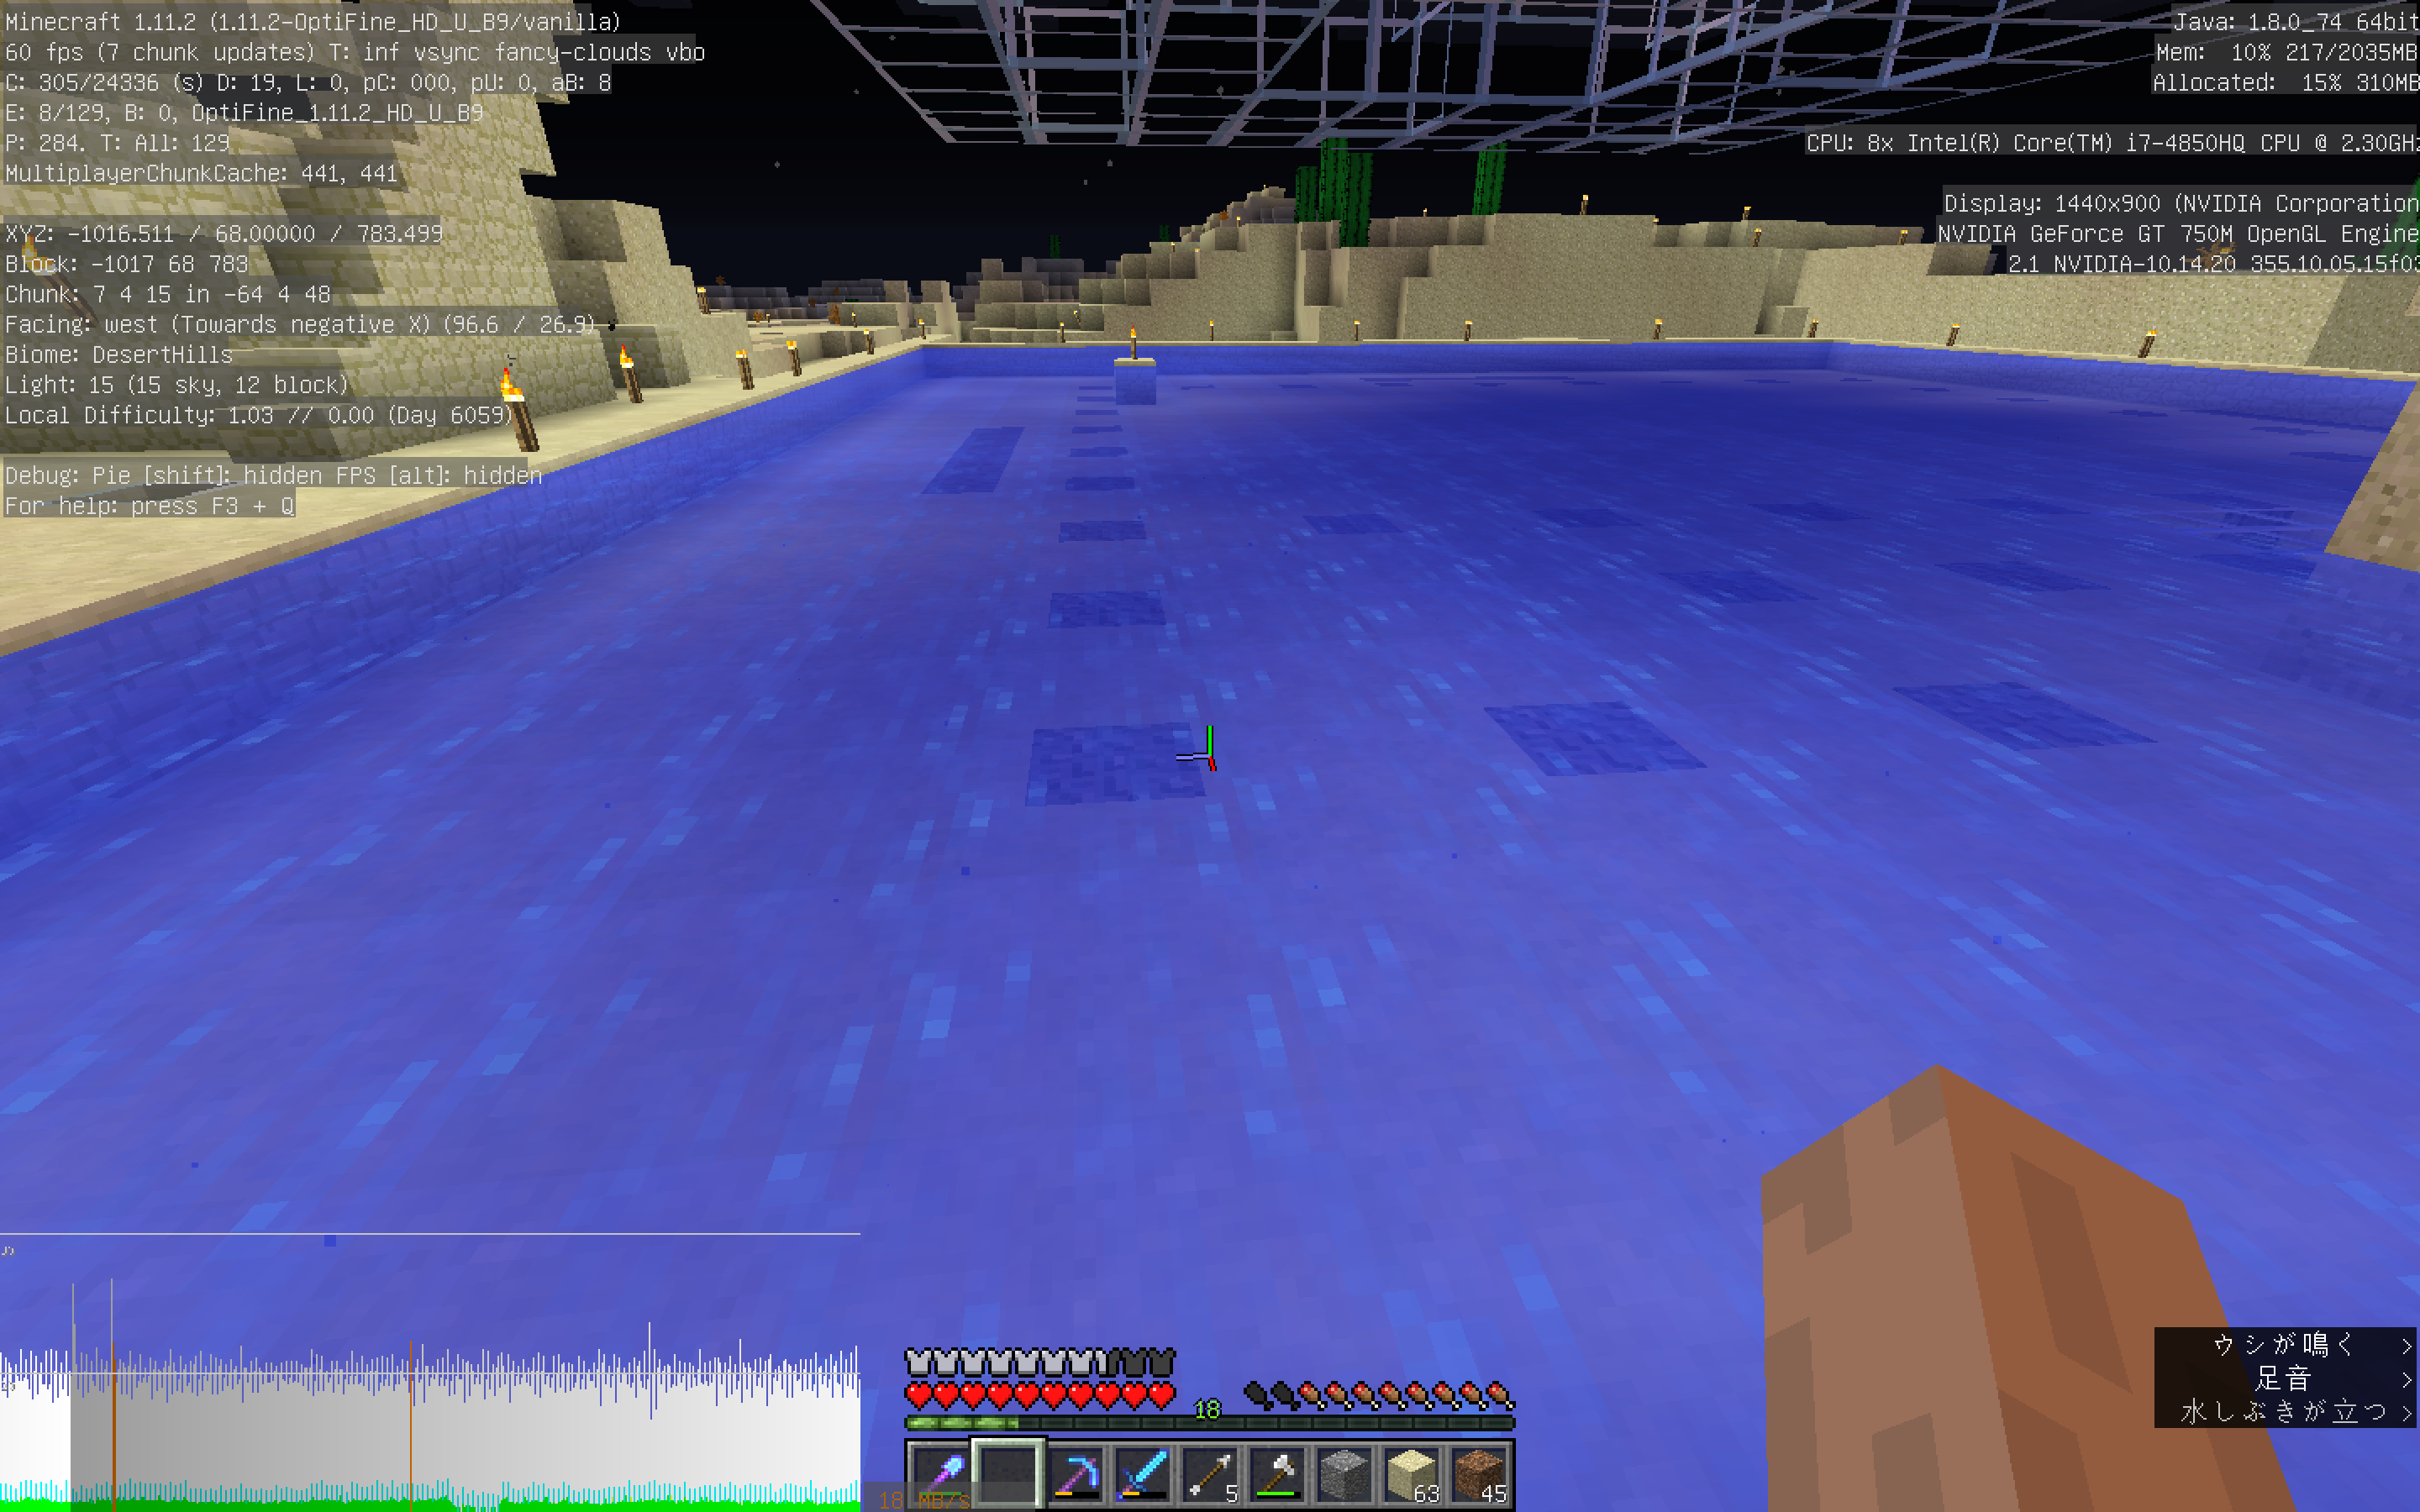 Minecraft 1.11.2 (1.11.2-OptiFine_HD_U_B9/vanilla)
60 fps (7 chunk updates) T: inf vsync fancy-clouds vbo
C: 305/24336 (s) D: 19, L: 0, pC: 000, pU: 0, aB: 8
E: 8/129, B: 0, OptiFine_1.11.2_HD_U_B9
P: 284. T: All: 129
MultiplayerChunkCache: 441, 441
XYZ: -1016.511 / 68.00000 / 783.499
Block: -1017 68 783
Chunk: 7 4 15 in -64 4 48
Facing: west (Towards negative X) (96.6 / 26.9)
Biome: DesertHills
Light: 15 (15 sky, 12 block)
Local Difficulty: 1.03 // 0.00 (Day 6059)
Debug: Pie [shift]: hidden FPS [alt]: hidden
For help: press F3 + Q
Java: 1.8.0_74 64bit
Mem: 10% 217/2035MB
Allocated: 15% 310MB
CPU: 8x Intel(R) Core(TM) i7-4850HQ CPU @ 2.30GHz
Display: 1440x900 (NVIDIA Corporation
NVIDIA GeForce GT 750M OpenGL Engine
2.1 NVIDIA-10.14.20 355.10.05.15f03
ウシが鳴く >
足音 >
水しぶきが立つ >
18
5
63
45
18 MB/s